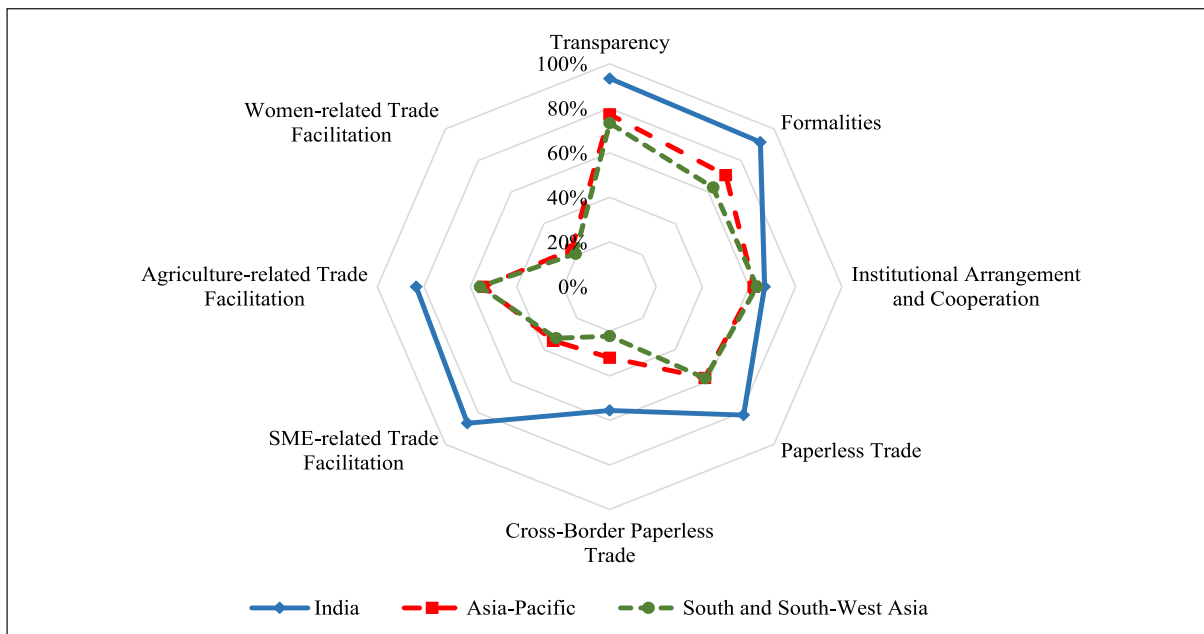 Transparency
100%
Women-related Trade
Facilitation
Formalities
80%
60%
40%
20%
Agriculture-related Trade
Facilitation
0%
Institutional Arrangement
and Cooperation
SME-related Trade
Facilitation
Paperless Trade
Cross-Border Paperless
Trade
India
Asia-Pacific
South and South-West Asia